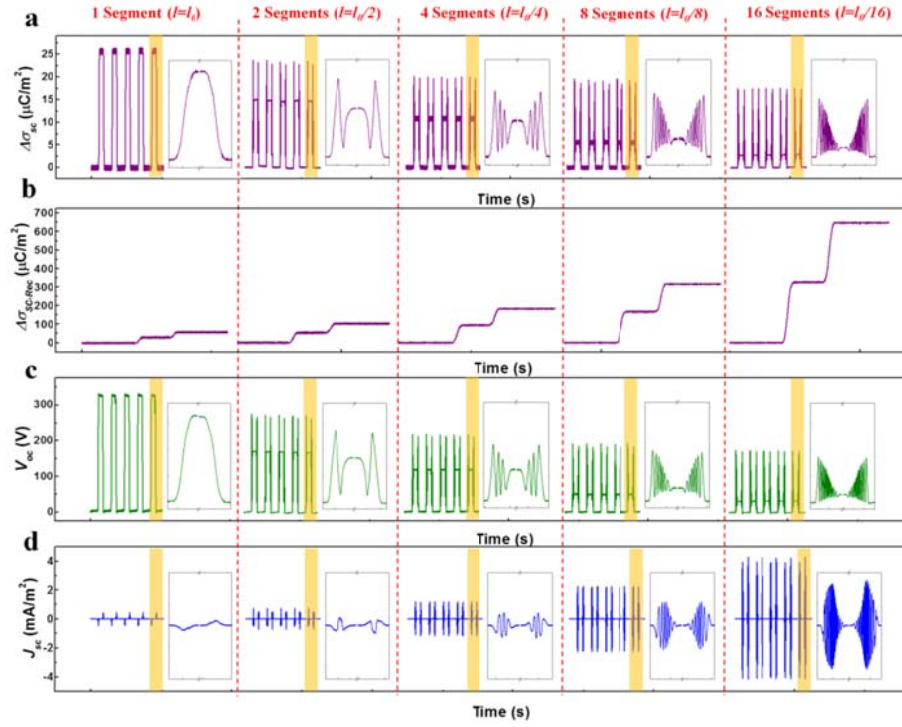 a
1 Segment (l=l₀)
2 Segments (l=l₀/2)
4 Segments (l=l₀/4)
8 Segments (l=l₀/8)
16 Segments (l=l₀/16)
Δσsc (μC/m²)
25
20
15
10
5
0
Time (s)
b
ΔσSC-Rec (μC/m²)
700
600
500
400
300
200
100
0
Time (s)
c
Voc (V)
300
200
100
0
Time (s)
d
Jsc (mA/m²)
4
2
0
-2
-4
Time (s)